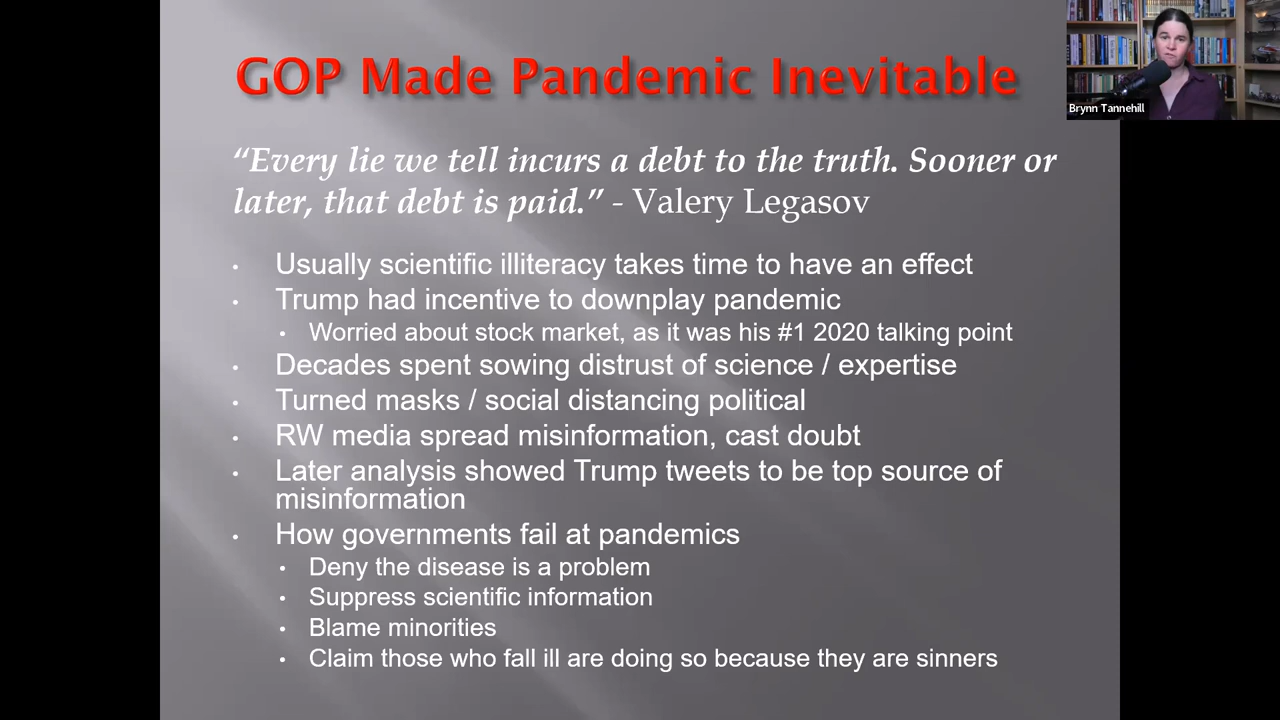 GOP Made Pandemic Inevitable
Brynn Tannehill
“Every lie we tell incurs a debt to the truth. Sooner or
later, that debt is paid.” - Valery Legasov
• Usually scientific illiteracy takes time to have an effect
• Trump had incentive to downplay pandemic
• Worried about stock market, as it was his #1 2020 talking point
• Decades spent sowing distrust of science / expertise
• Turned masks / social distancing political
• RW media spread misinformation, cast doubt
• Later analysis showed Trump tweets to be top source of
misinformation
• How governments fail at pandemics
• Deny the disease is a problem
• Suppress scientific information
• Blame minorities
• Claim those who fall ill are doing so because they are sinners